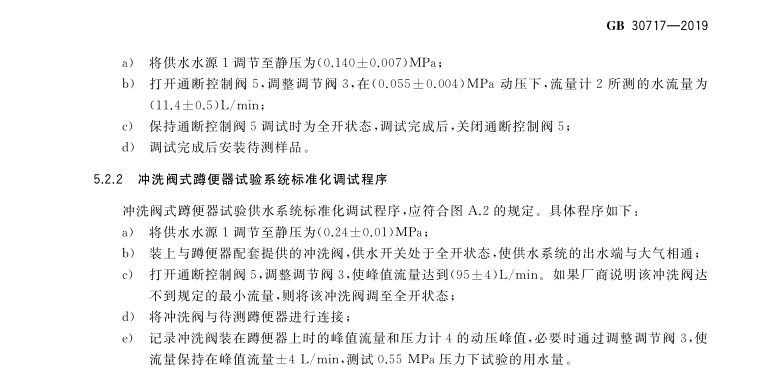 GB 30717—2019
a) 将供水水源 1 调节至静压为(0.140±0.007)MPa;
b) 打开通断控制阀 5,调整调节阀 3,在(0.055±0.004)MPa 动压下,流量计 2 所测的水流量为
(11.4±0.5)L/min;
c) 保持通断控制阀 5 调试时为全开状态,调试完成后,关闭通断控制阀 5;
d) 调试完成后安装待测样品。
5.2.2 冲洗阀式蹲便器试验系统标准化调试程序
冲洗阀式蹲便器试验供水系统标准化调试程序,应符合图 A.2 的规定。具体程序如下:
a) 将供水水源 1 调节至静压为(0.24±0.01)MPa;
b) 装上与蹲便器配套提供的冲洗阀,供水开关处于全开状态,使供水系统的出水端与大气相通;
c) 打开通断控制阀 5,调整调节阀 3,使峰值流量达到(95±4)L/min。如果厂商说明该冲洗阀达
不到规定的最小流量,则将该冲洗阀调至全开状态;
d) 将冲洗阀与待测蹲便器进行连接;
e) 记录冲洗阀装在蹲便器上时的峰值流量和压力计 4 的动压峰值,必要时通过调整调节阀 3,使
流量保持在峰值流量±4 L/min,测试 0.55 MPa 压力下试验的用水量。